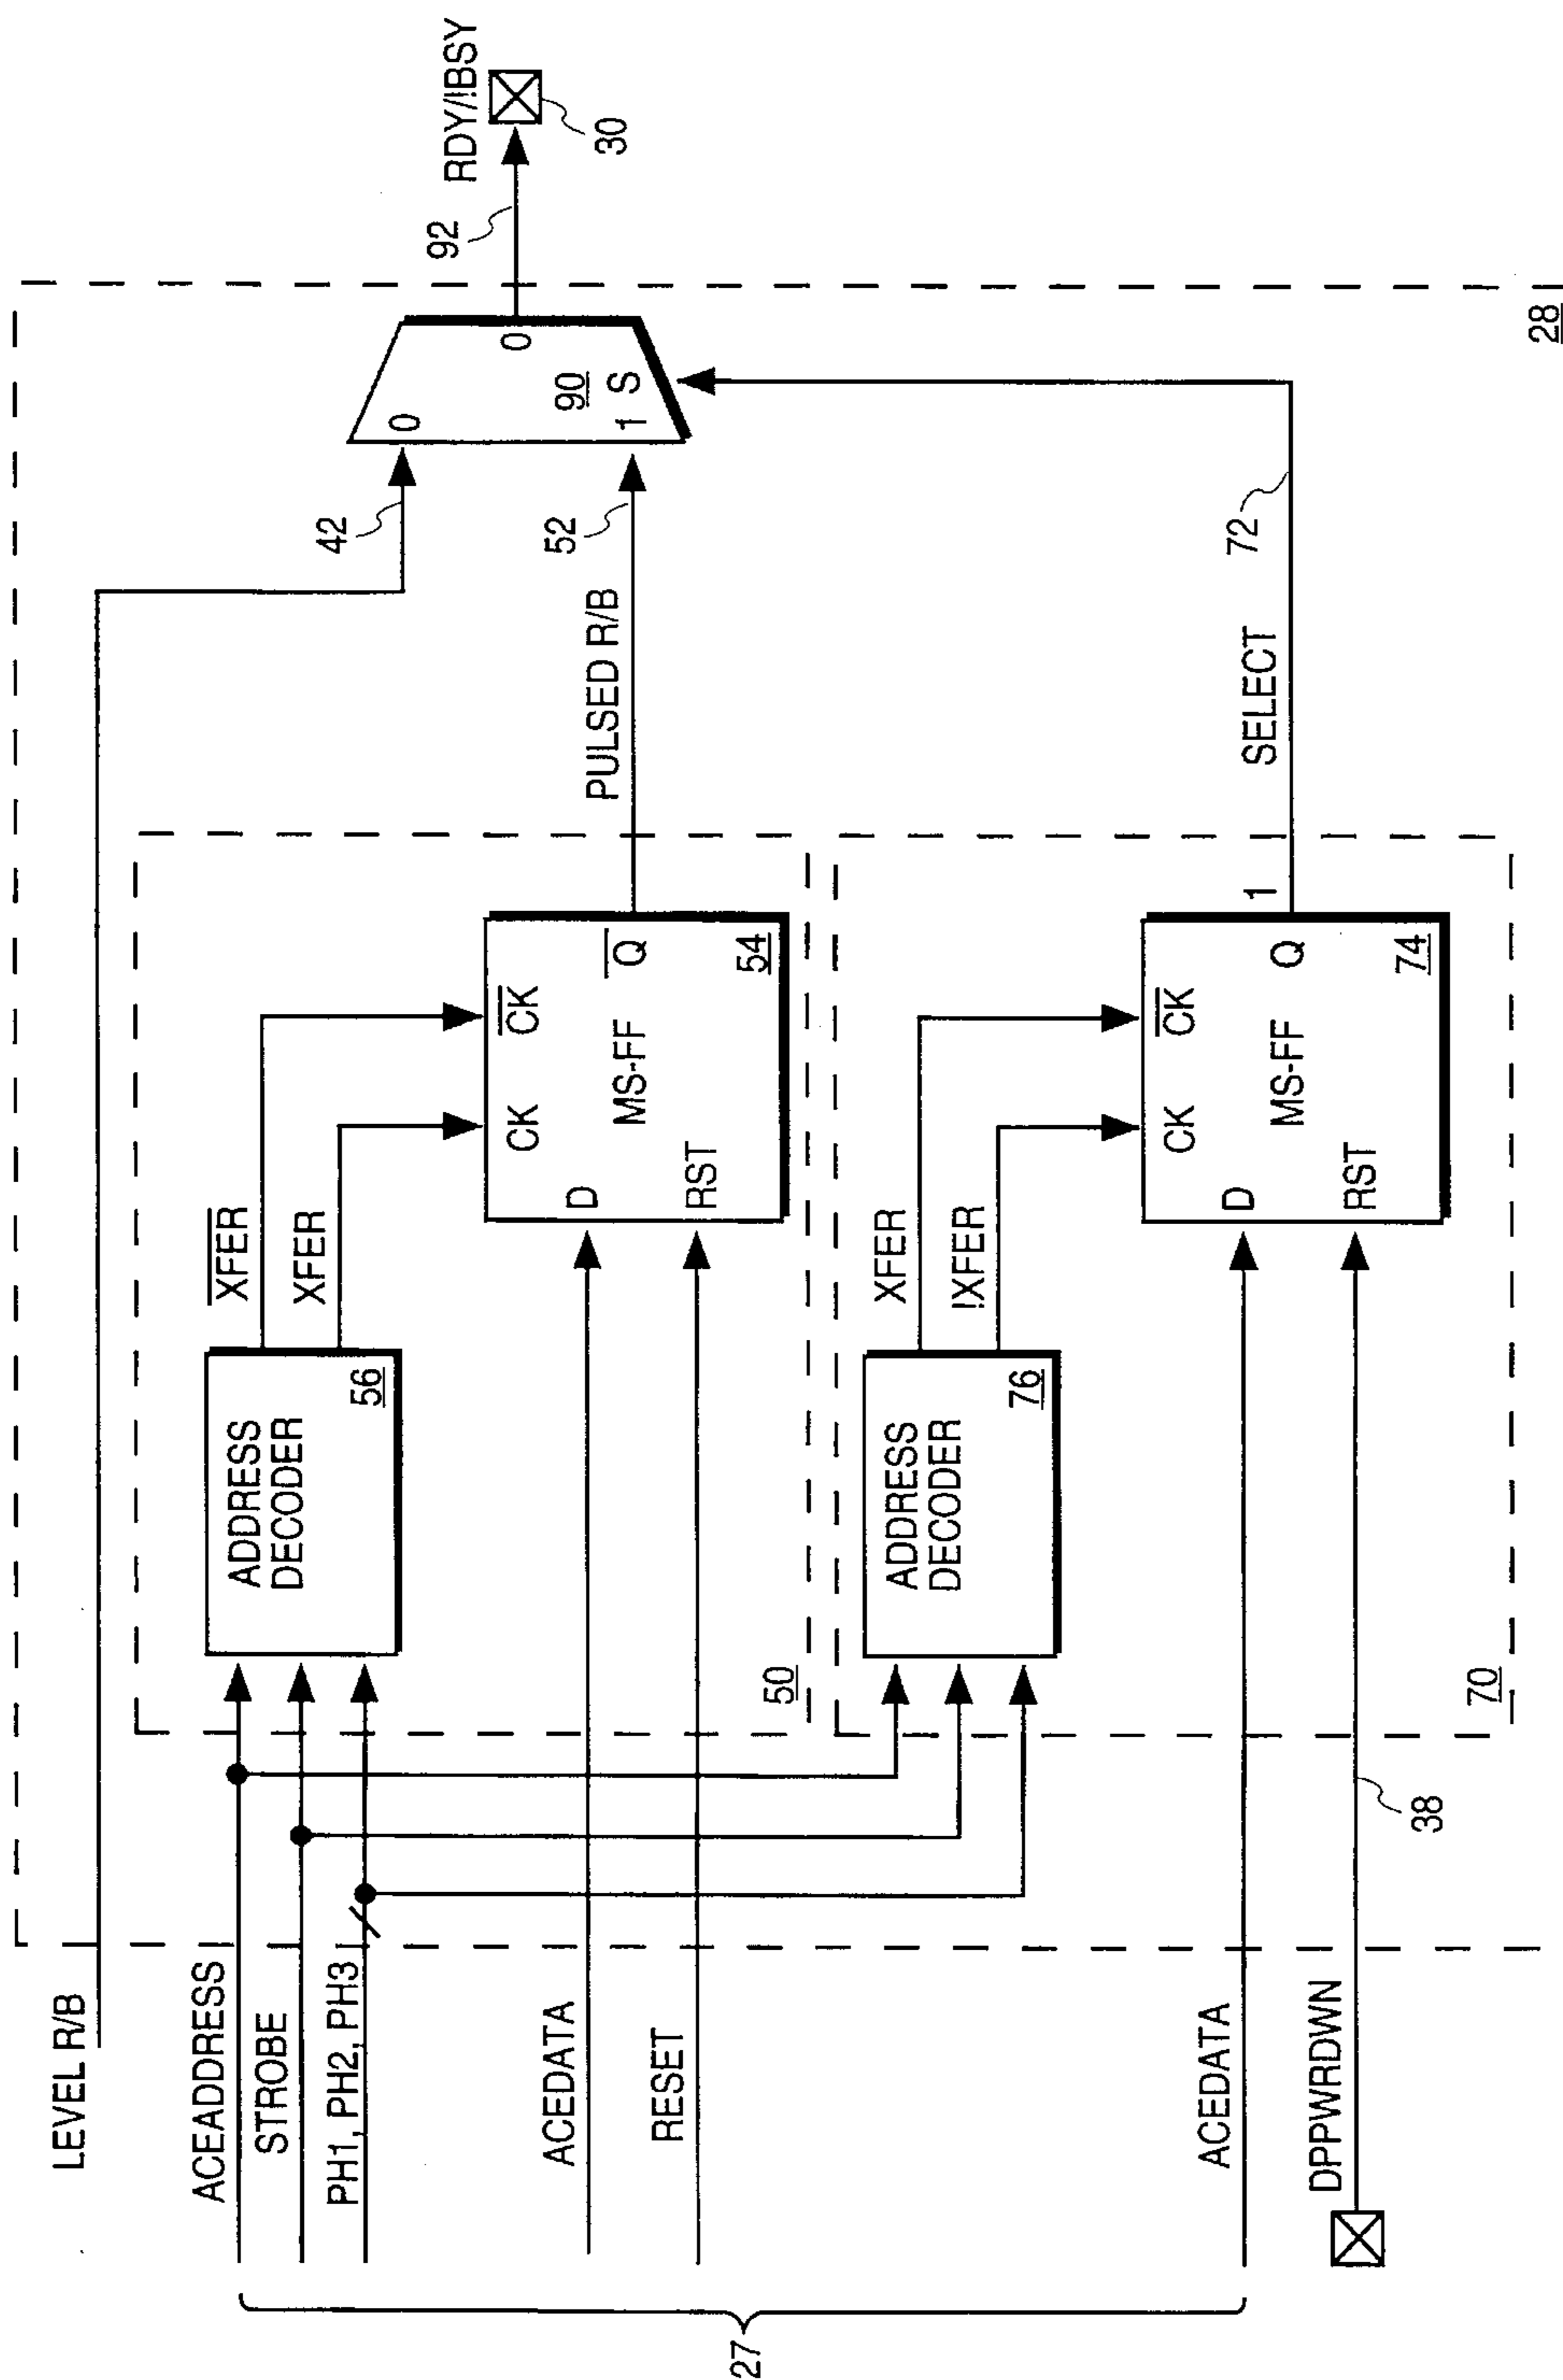 LEVEL R/B
ACEADDRESS
STROBE
PH1, PH2, PH3
ACEDATA
RESET
ACEDATA
DPPWRDWN
27
38
ADDRESS
DECODER
56
XFER
XFER
D
CK
CK
RST
MS-FF
Q
54
50
PULSED R/B
52
42
ADDRESS
DECODER
76
XFER
!XFER
D
CK
CK
RST
MS-FF
Q
74
1
70
SELECT
72
0
0
90
1 S
92
RDY/!BSY
30
28